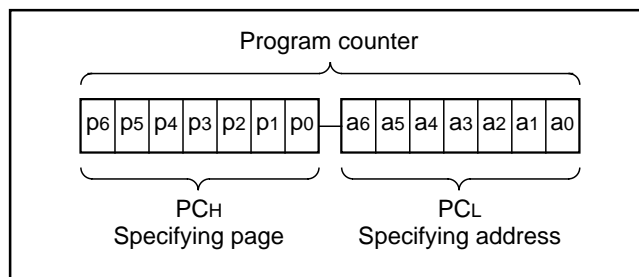 Program counter
p6 p5 p4 p3 p2 p1 p0 a6 a5 a4 a3 a2 a1 a0
PCH PCL
Specifying page Specifying address